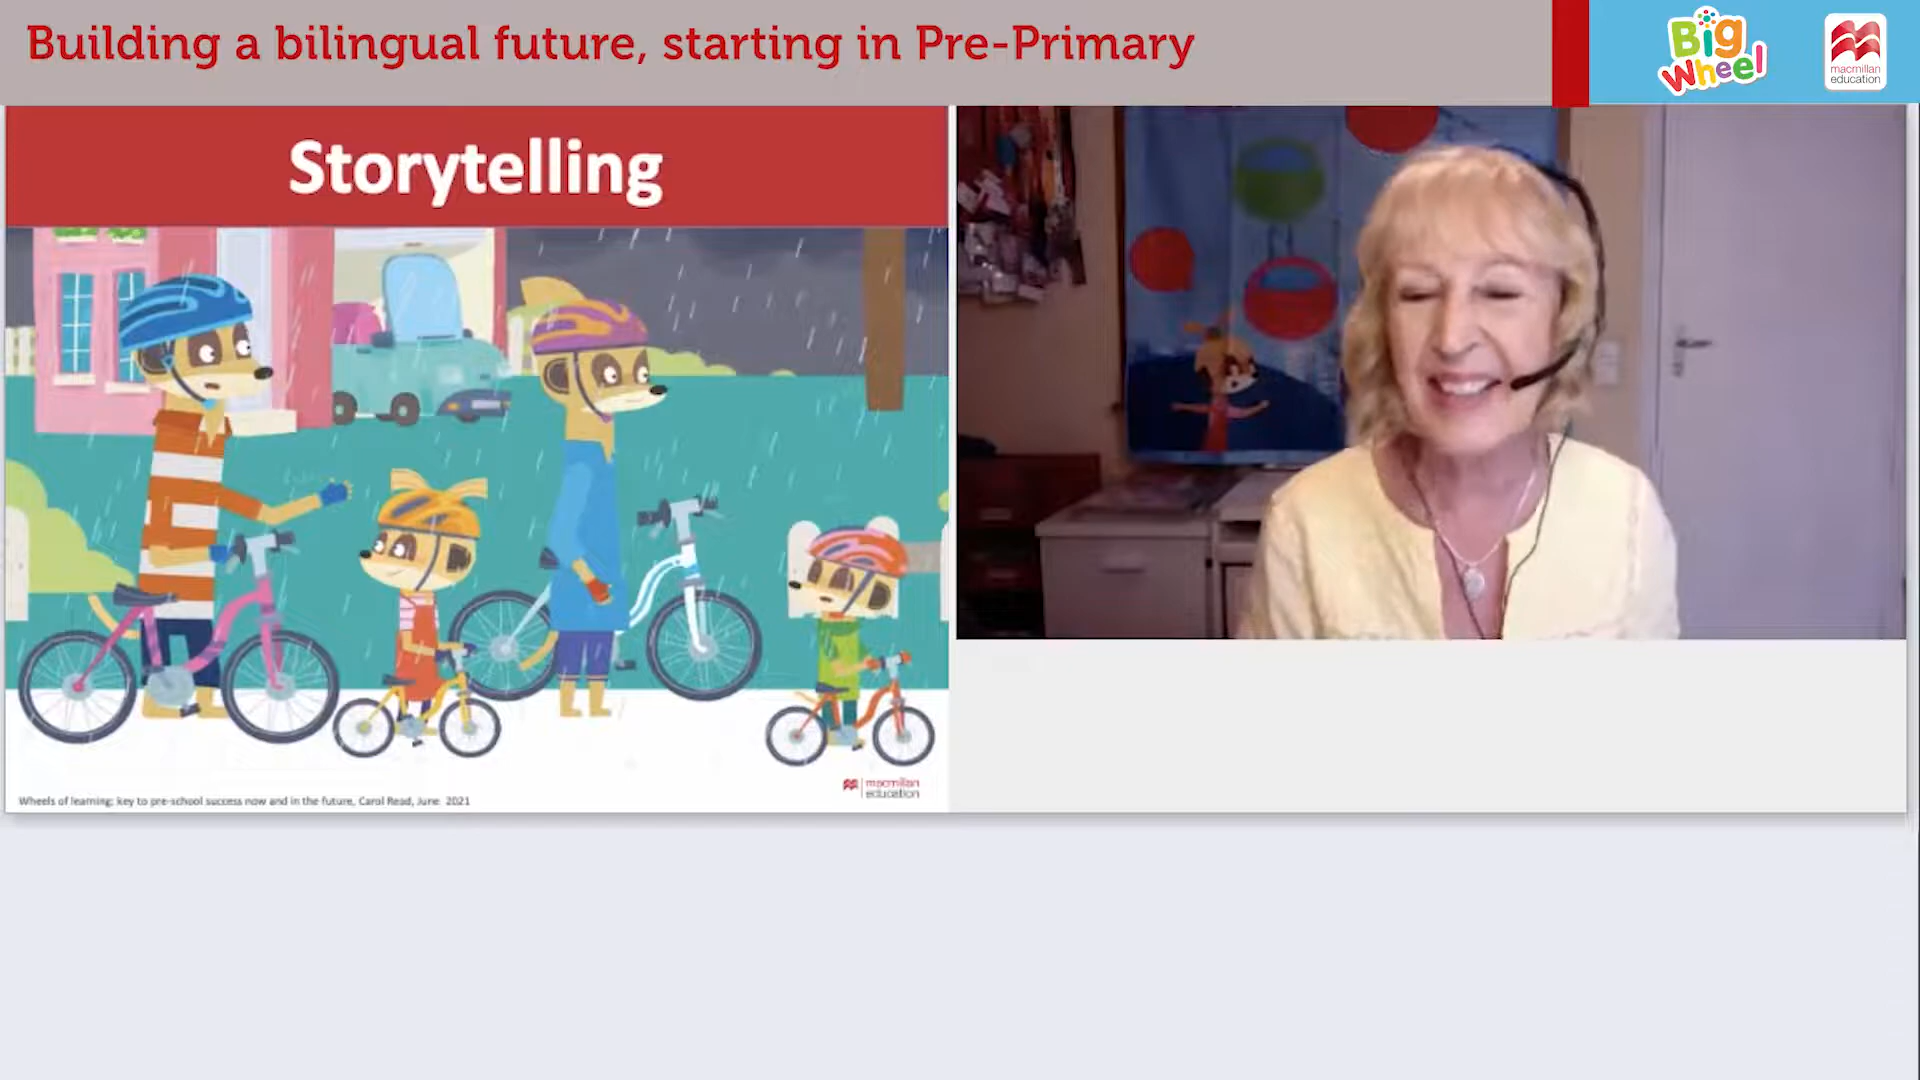 Building a bilingual future, starting in Pre-Primary
Big
Wheel
macmillan
education
Storytelling
macmillan
education
Wheels of learning; key to pre-school success now and in the future, Carol Read, June 2021